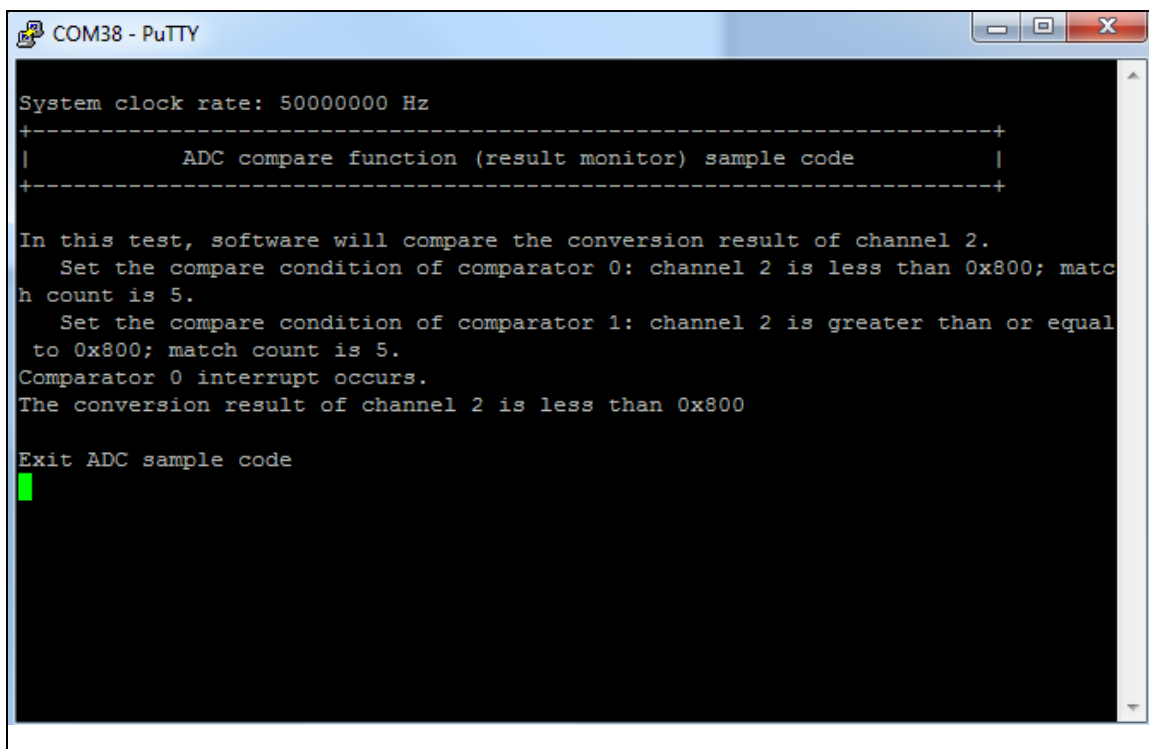 COM38 - PuTTY
System clock rate: 50000000 Hz
+----------------------------------------------------------------------+
|           ADC compare function (result monitor) sample code          |
+----------------------------------------------------------------------+
In this test, software will compare the conversion result of channel 2.
   Set the compare condition of comparator 0: channel 2 is less than 0x800; matc
h count is 5.
   Set the compare condition of comparator 1: channel 2 is greater than or equal
 to 0x800; match count is 5.
Comparator 0 interrupt occurs.
The conversion result of channel 2 is less than 0x800
Exit ADC sample code